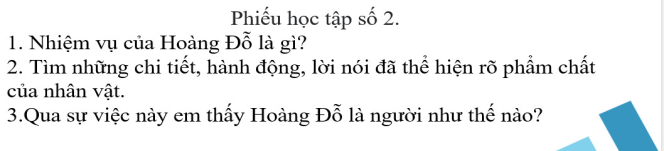 Phiếu học tập số 2.
1. Nhiệm vụ của Hoàng Đỗ là gì?
2. Tìm những chi tiết, hành động, lời nói đã thể hiện rõ phẩm chất
của nhân vật.
3.Qua sự việc này em thấy Hoàng Đỗ là người như thế nào?